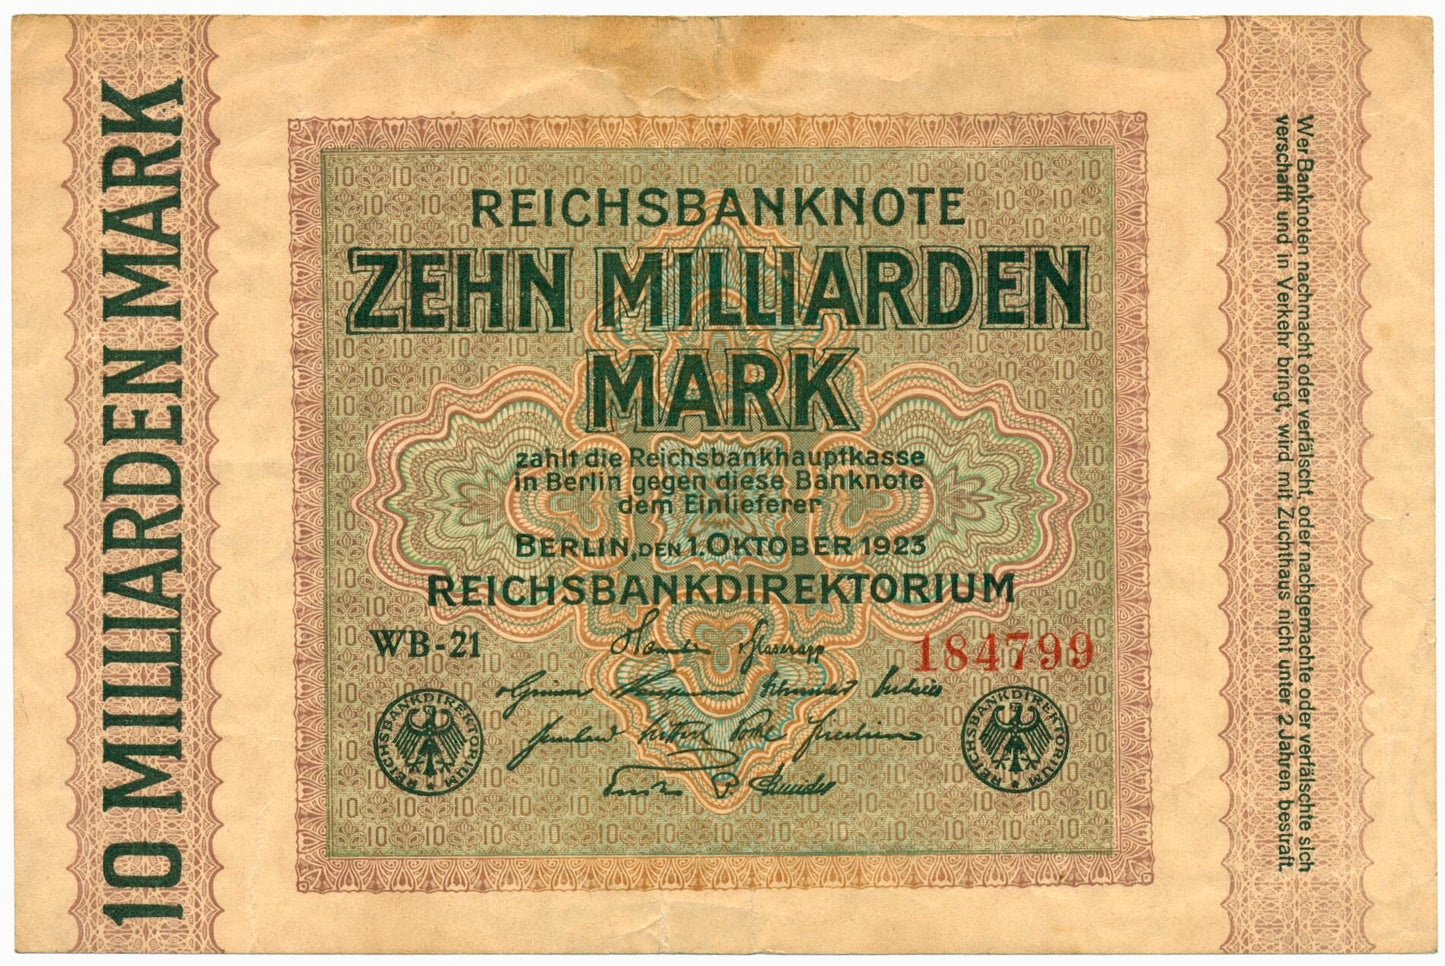 10 MILLIARDEN MARK
REICHSBANKNOTE
ZEHN MILLIARDEN
MARK
zahlt die Reichsbankhauptkasse
in Berlin gegen diese Banknote
dem Einlieferer
BERLIN, DEN 1. OKTOBER 1923
REICHSBANKDIREKTORIUM
WB-21
184799
REICHSBANKDIREKTORIUM
REICHSBANKDIREKTORIUM
Wer Banknoten nachmacht oder verfälscht, oder nachgemachte oder verfälschte sich
verschafft und in Verkehr bringt, wird mit Zuchthaus nicht unter 2 Jahren bestraft.